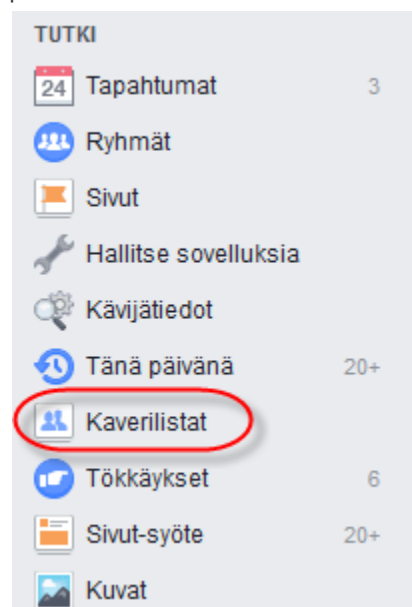 TUTKI
24 Tapahtumat 3
Ryhmät
Sivut
Hallitse sovelluksia
Kävijätiedot
Tänä päivänä 20+
Kaverilistat
Tökkäykset 6
Sivut-syöte 20+
Kuvat